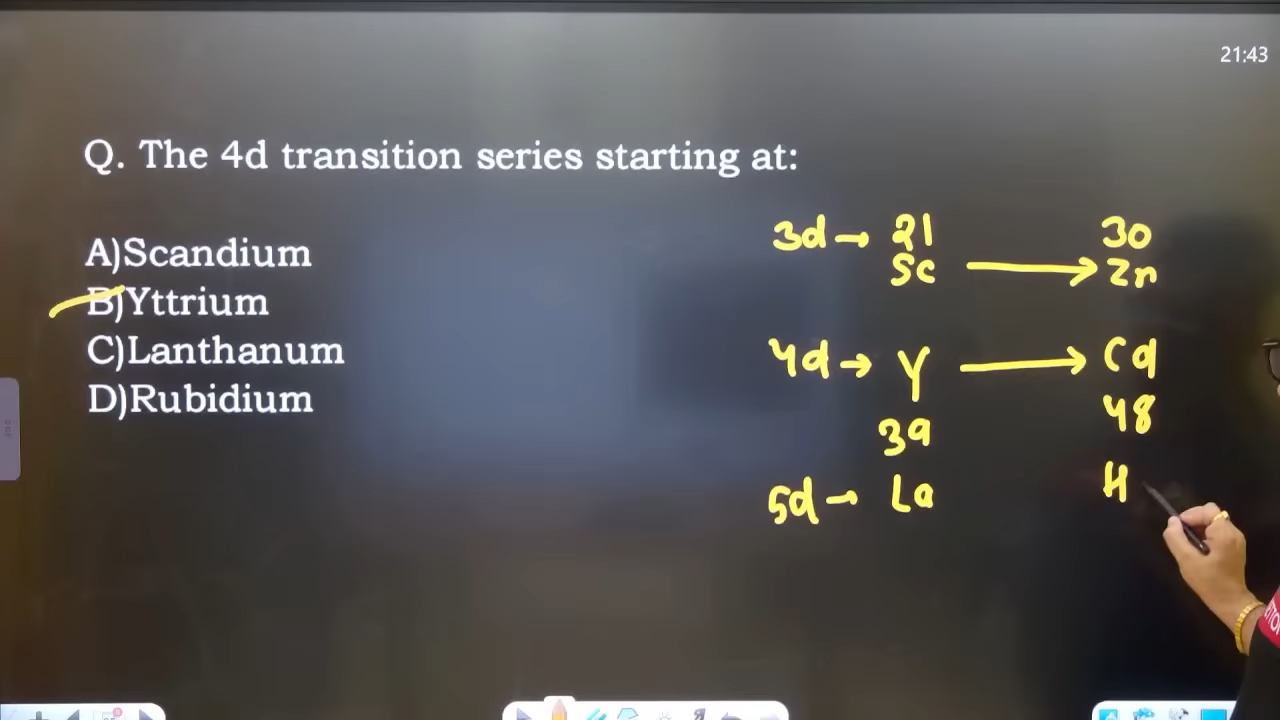 21:43
Q. The 4d transition series starting at:
A)Scandium
B)Yttrium
C)Lanthanum
D)Rubidium
3d → 21 30
Sc → Zn
4d → Y → Cd
39 48
5d → La H